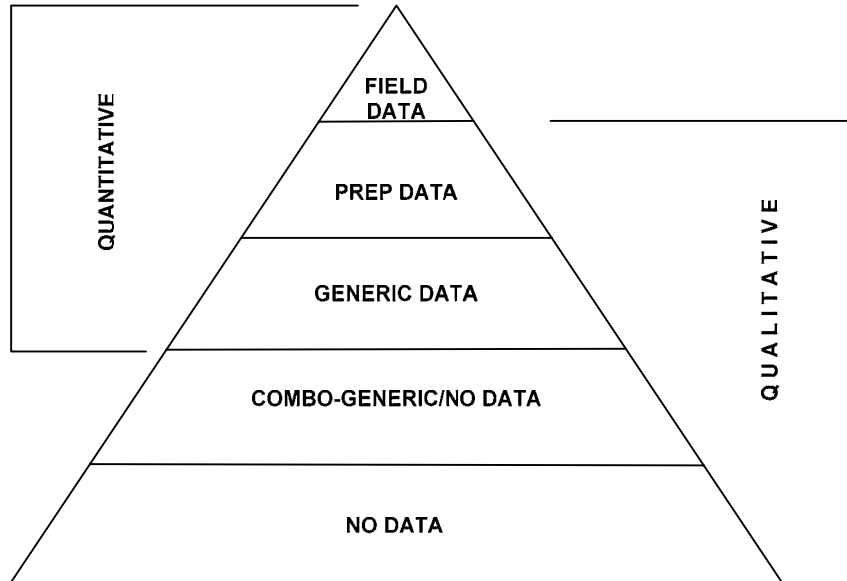 FIELD
DATA
QUANTITATIVE
PREP DATA
GENERIC DATA
QUALITATIVE
COMBO-GENERIC/NO DATA
NO DATA